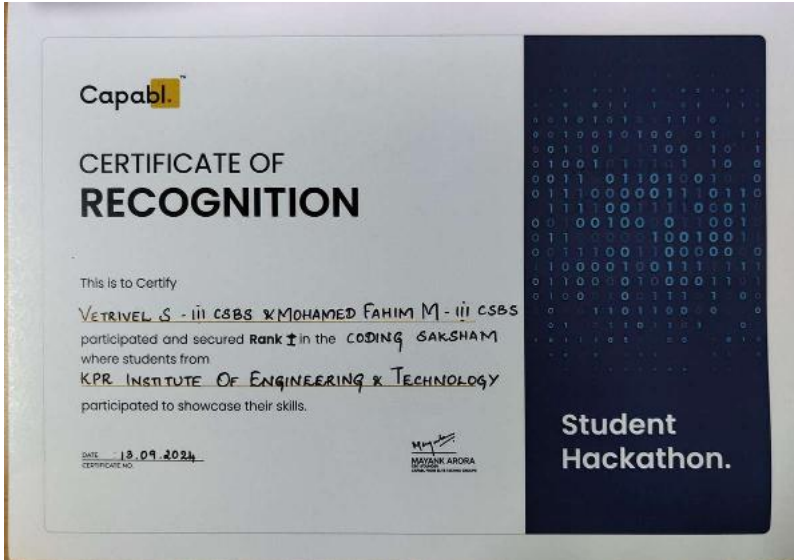 Capabl.™
CERTIFICATE OF
RECOGNITION
This is to Certify
VETRIVEL S - III CSBS & MOHAMED FAHIM M - III CSBS
participated and secured Rank 1 in the CODING SAKSHAM
where students from
KPR INSTITUTE OF ENGINEERING & TECHNOLOGY
participated to showcase their skills.
DATE : 13.09.2024
CERTIFICATE NO.
MAYANK ARORA
Student
Hackathon.